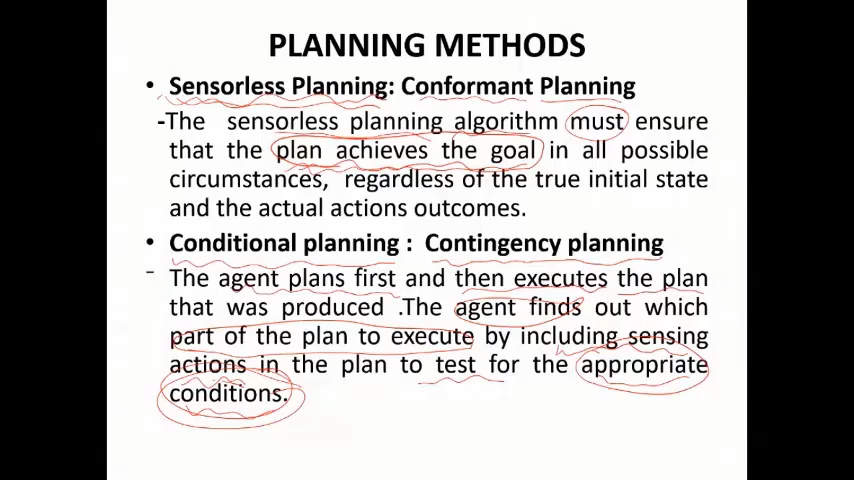 PLANNING METHODS
• Sensorless Planning: Conformant Planning
-The sensorless planning algorithm must ensure
that the plan achieves the goal in all possible
circumstances, regardless of the true initial state
and the actual actions outcomes.
• Conditional planning : Contingency planning
- The agent plans first and then executes the plan
that was produced .The agent finds out which
part of the plan to execute by including sensing
actions in the plan to test for the appropriate
conditions.